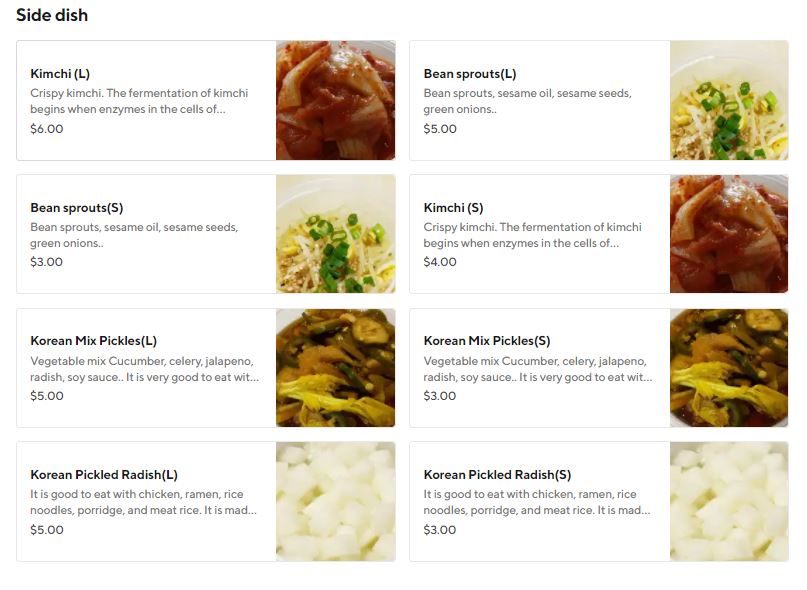 Side dish
Kimchi (L)
Crispy kimchi. The fermentation of kimchi
begins when enzymes in the cells of...
$6.00
Bean sprouts(L)
Bean sprouts, sesame oil, sesame seeds,
green onions..
$5.00
Bean sprouts(S)
Bean sprouts, sesame oil, sesame seeds,
green onions..
$3.00
Kimchi (S)
Crispy kimchi. The fermentation of kimchi
begins when enzymes in the cells of...
$4.00
Korean Mix Pickles(L)
Vegetable mix Cucumber, celery, jalapeno,
radish, soy sauce.. It is very good to eat wit...
$5.00
Korean Mix Pickles(S)
Vegetable mix Cucumber, celery, jalapeno,
radish, soy sauce.. It is very good to eat wit...
$3.00
Korean Pickled Radish(L)
It is good to eat with chicken, ramen, rice
noodles, porridge, and meat rice. It is mad...
$5.00
Korean Pickled Radish(S)
It is good to eat with chicken, ramen, rice
noodles, porridge, and meat rice. It is mad...
$3.00